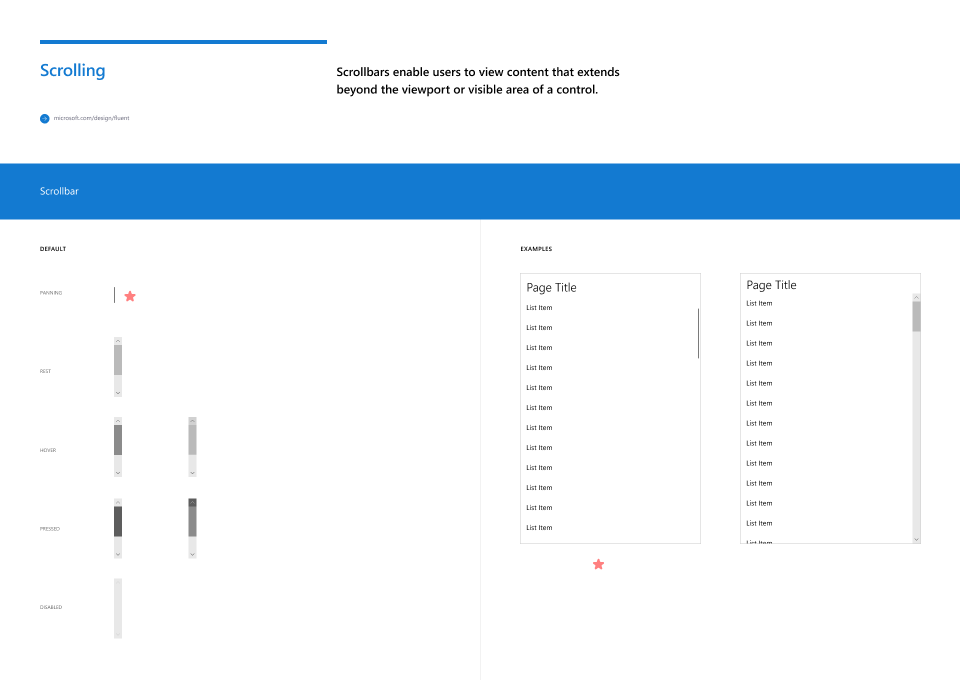 Scrolling
Scrollbars enable users to view content that extends
beyond the viewport or visible area of a control.
microsoft.com/design/fluent
Scrollbar
DEFAULT
PANNING
REST
HOVER
PRESSED
DISABLED
EXAMPLES
Page Title
List Item
List Item
List Item
List Item
List Item
List Item
List Item
List Item
List Item
List Item
List Item
List Item
Page Title
List Item
List Item
List Item
List Item
List Item
List Item
List Item
List Item
List Item
List Item
List Item
List Item
List Item